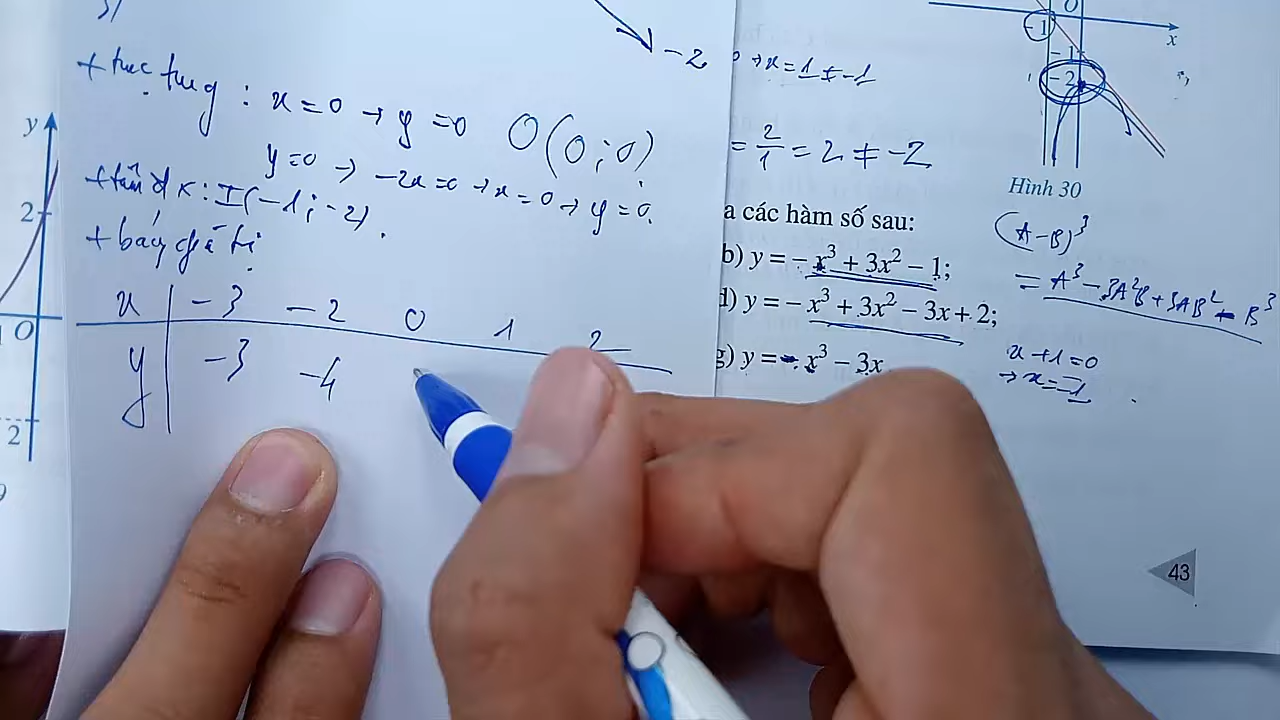 + trục tung : x = 0 → y = 0 O(0 ; 0)
y = 0 → -2x = 0 → x = 0 → y = 0.
+ tâm đx : I(-1 ; -2).
+ bảng giá trị
x -3 -2 0 1 2
y -3 -4
-2
y
2
O
2
→ x = 1 ≠ -1
= 2/1 = 2 ≠ -2
a các hàm số sau:
b) y = − x³ + 3x² − 1;
d) y = − x³ + 3x² − 3x + 2;
g) y = - x³ − 3x
O
-1
x
-1
-2
Hình 30
(A-B)³
= A³ - 3A²B + 3AB² - B³
x + 1 = 0
→ x = -1
43